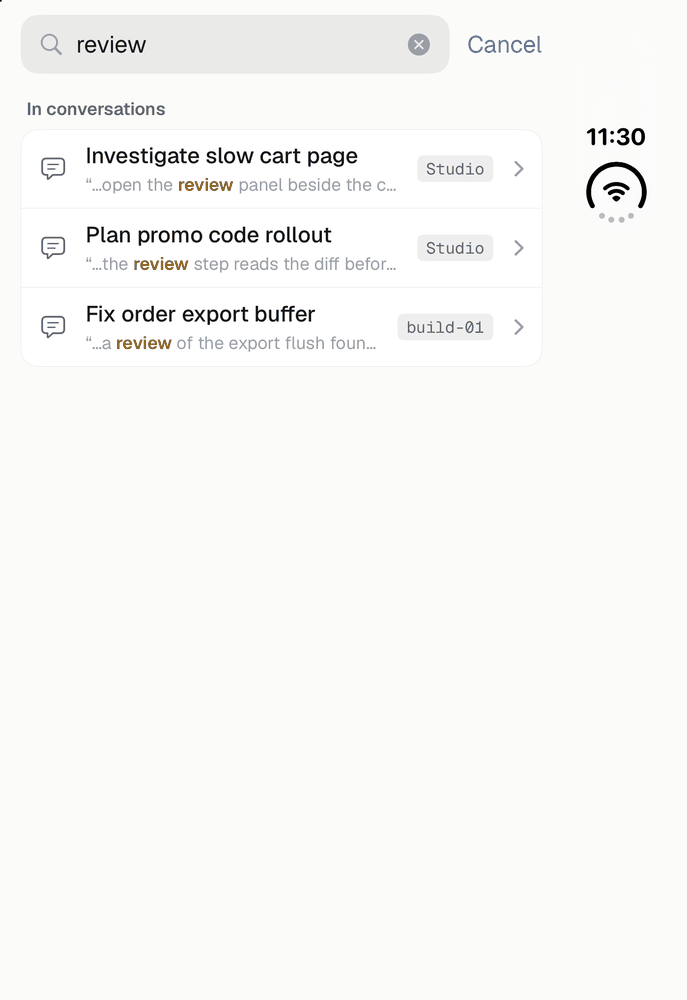 review
Cancel
In conversations
11:30
Investigate slow cart page
“…open the review panel beside the c…
Studio
Plan promo code rollout
“…the review step reads the diff befor…
Studio
Fix order export buffer
“…a review of the export flush foun…
build-01